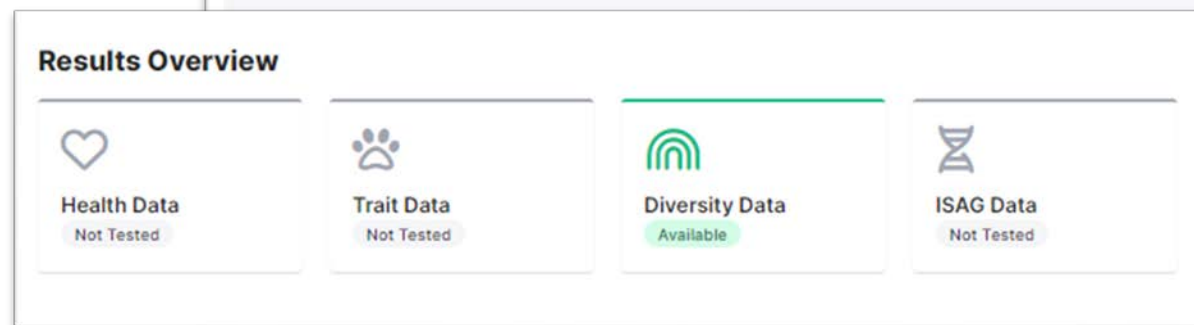 Results Overview
Health Data
Not Tested
Trait Data
Not Tested
Diversity Data
Available
ISAG Data
Not Tested